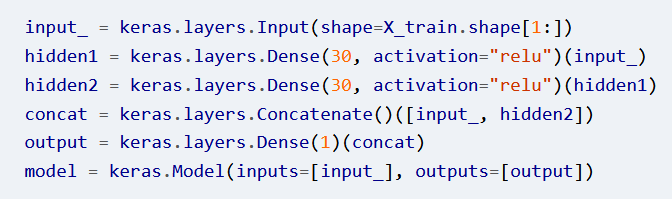 input_ = keras.layers.Input(shape=X_train.shape[1:])
hidden1 = keras.layers.Dense(30, activation="relu")(input_)
hidden2 = keras.layers.Dense(30, activation="relu")(hidden1)
concat = keras.layers.Concatenate()([input_, hidden2])
output = keras.layers.Dense(1)(concat)
model = keras.Model(inputs=[input_], outputs=[output])